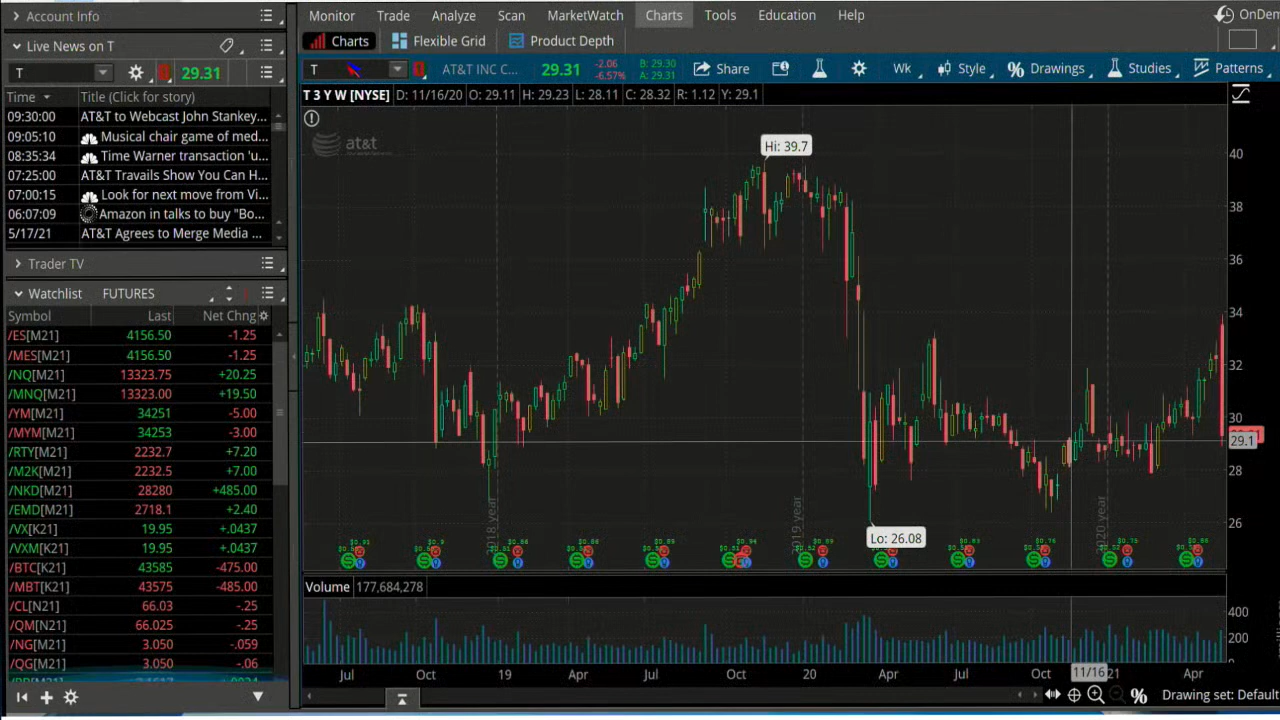 Account Info
Monitor Trade Analyze Scan MarketWatch Charts Tools Education Help
OnDem
Live News on T
Charts Flexible Grid Product Depth
T 29.31
T AT&T INC C... 29.31 -2.06 -6.57% B: 29.30 A: 29.31 Share Wk Style Drawings Studies Patterns
Time Title (Click for story)
T 3 Y W [NYSE] D: 11/16/20 O: 29.11 H: 29.23 L: 28.11 C: 28.32 R: 1.12 Y: 29.1
09:30:00 AT&T to Webcast John Stankey...
09:05:10 Musical chair game of med...
08:35:34 Time Warner transaction 'u...
07:25:00 AT&T Travails Show You Can H...
07:00:15 Look for next move from Vi...
06:07:09 Amazon in talks to buy "Bo...
5/17/21 AT&T Agrees to Merge Media ...
at&t
Hi: 39.7
Lo: 26.08
40
38
36
34
32
30
29.1
28
26
2018 year
2019 year
2020 year
Trader TV
Watchlist FUTURES
Symbol Last Net Chng
/ES[M21] 4156.50 -1.25
/MES[M21] 4156.50 -1.25
/NQ[M21] 13323.75 +20.25
/MNQ[M21] 13323.00 +19.50
/YM[M21] 34251 -5.00
/MYM[M21] 34253 -3.00
/RTY[M21] 2232.7 +7.20
/M2K[M21] 2232.5 +7.00
/NKD[M21] 28280 +485.00
/EMD[M21] 2718.1 +2.40
/VX[K21] 19.95 +.0437
/VXM[K21] 19.95 +.0437
/BTC[K21] 43585 -475.00
/MBT[K21] 43575 -485.00
/CL[N21] 66.03 -.25
/QM[N21] 66.025 -.25
/NG[M21] 3.050 -.059
/QG[M21] 3.050 -.06
Volume 177,684,278
400
200
Jul Oct 19 Apr Jul Oct 20 Apr Jul Oct 11/16 21 Apr
Drawing set: Default